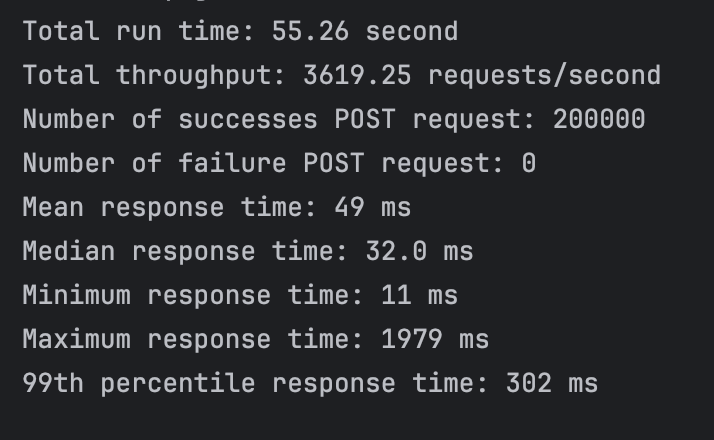 Total run time: 55.26 second
Total throughput: 3619.25 requests/second
Number of successes POST request: 200000
Number of failure POST request: 0
Mean response time: 49 ms
Median response time: 32.0 ms
Minimum response time: 11 ms
Maximum response time: 1979 ms
99th percentile response time: 302 ms